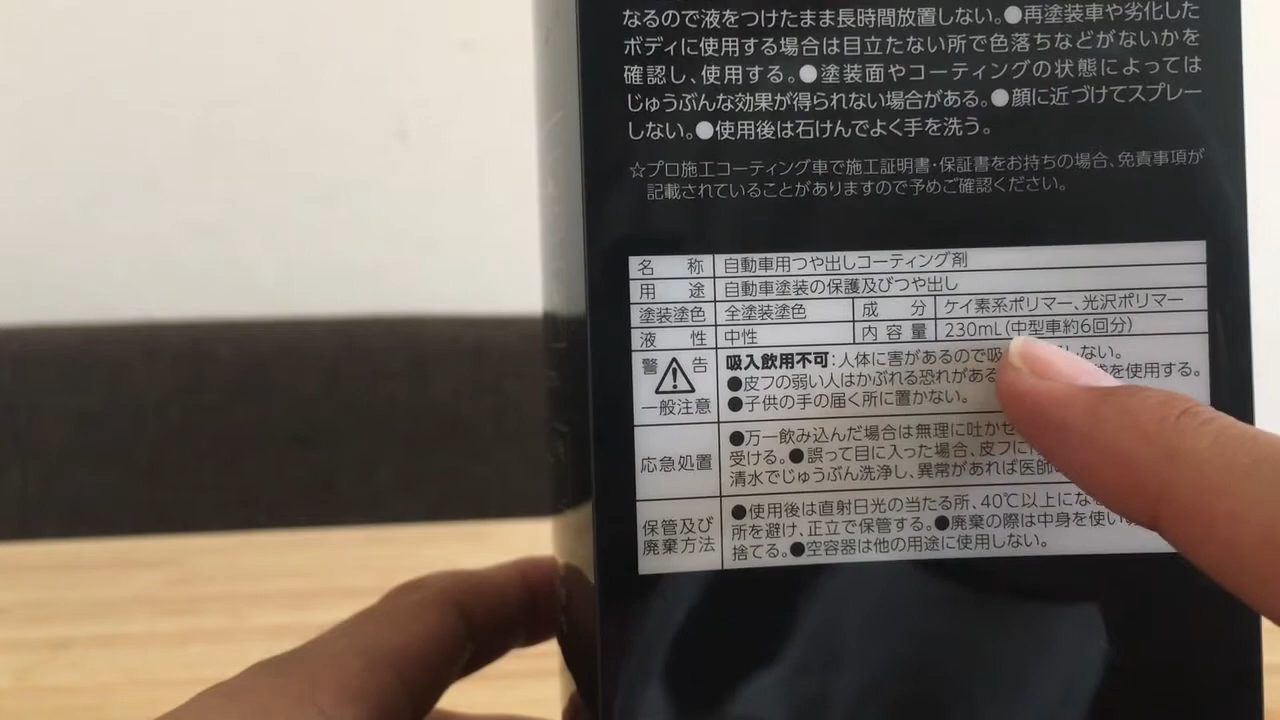 なるので液をつけたまま長時間放置しない。●再塗装車や劣化した
ボディに使用する場合は目立たない所で色落ちなどがないかを
確認し、使用する。●塗装面やコーティングの状態によっては
じゅうぶんな効果が得られない場合がある。●顔に近づけてスプレー
しない。●使用後は石けんでよく手を洗う。
☆プロ施工コーティング車で施工証明書・保証書をお持ちの場合、免責事項が
記載されていることがありますので予めご確認ください。
名 称 自動車用つや出しコーティング剤
用 途 自動車塗装の保護及びつや出し
塗装塗色 全塗装塗色 成 分 ケイ素系ポリマー、光沢ポリマー
液 性 中性 内容量 230mL(中型車約6回分)
警 告 吸入飲用不可:人体に害があるので吸 しない。
●皮フの弱い人はかぶれる恐れがある を使用する。
一般注意 ●子供の手の届く所に置かない。
●万一飲み込んだ場合は無理に吐かせ
応急処置 受ける。●誤って目に入った場合、皮フに
清水でじゅうぶん洗浄し、異常があれば医師
●使用後は直射日光の当たる所、40℃以上にな
保管及び 所を避け、正立で保管する。●廃棄の際は中身を使い
廃棄方法 捨てる。●空容器は他の用途に使用しない。